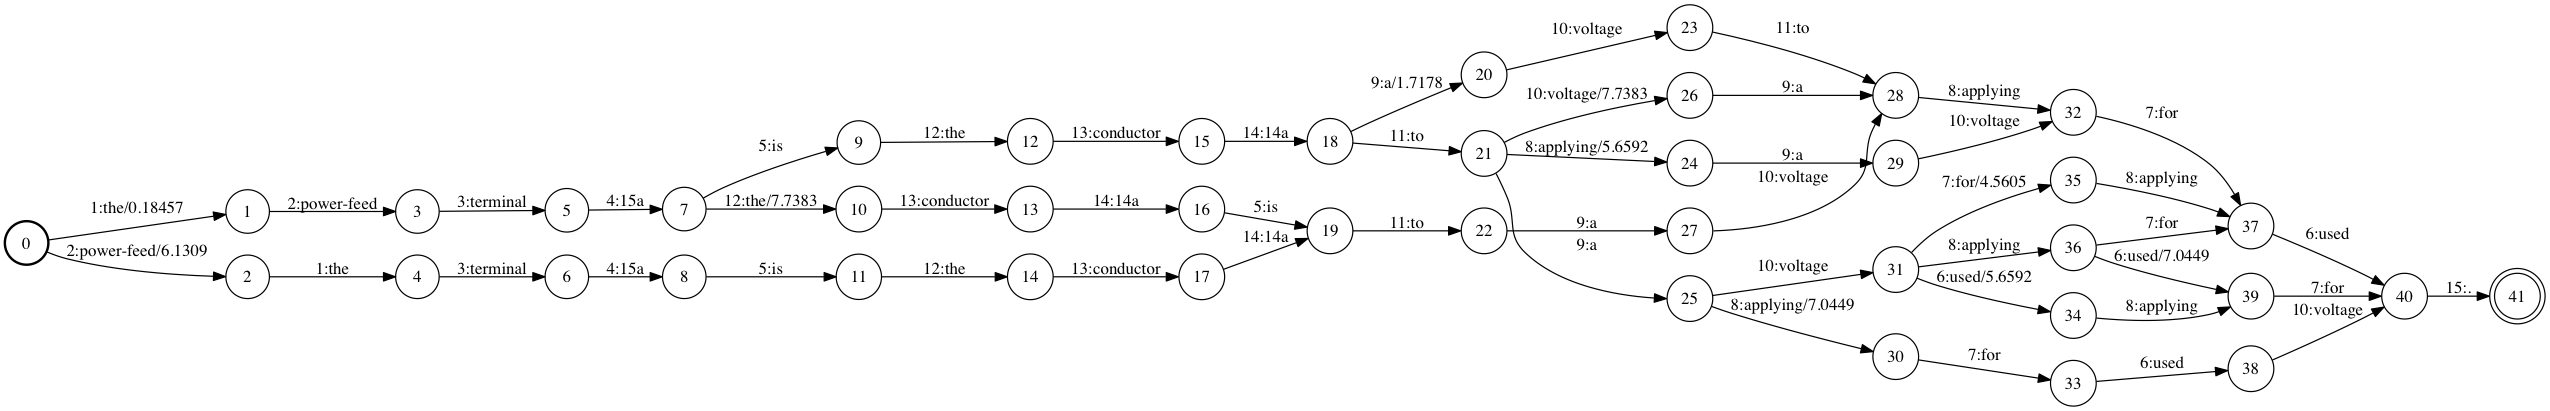 23
10:voltage
11:to
20
9:a/1.7178
10:voltage/7.7383
26
9:a
28
8:applying
32
7:for
10:voltage
5:is
9
12:the
12
13:conductor
15
14:14a
18
11:to
21
8:applying/5.6592
24
9:a
29
10:voltage
7:for/4.5605
35
8:applying
1:the/0.18457
1
2:power-feed
3
3:terminal
5
4:15a
7
12:the/7.7383
10
13:conductor
13
14:14a
16
5:is
0
19
11:to
22
9:a
9:a
27
14:14a
8:applying
36
7:for
37
6:used
6:used/7.0449
2:power-feed/6.1309
2
1:the
4
3:terminal
6
4:15a
8
5:is
11
12:the
14
13:conductor
17
10:voltage
31
6:used/5.6592
25
8:applying/7.0449
34
8:applying
39
7:for
40
15:.
41
10:voltage
30
7:for
33
6:used
38